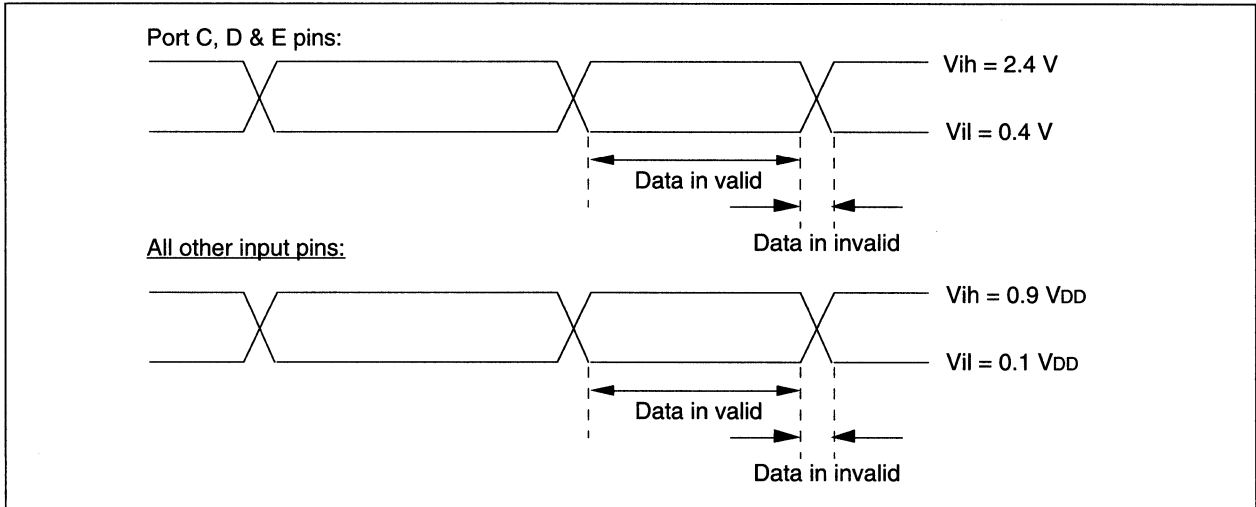 Port C, D & E pins:
Vih = 2.4 V
Vil = 0.4 V
Data in valid
Data in invalid
All other input pins:
Vih = 0.9 VDD
Vil = 0.1 VDD
Data in valid
Data in invalid